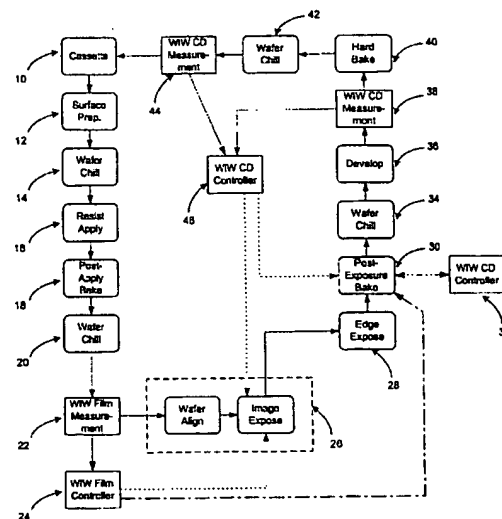 42
Cassette
10
WIW CD
Measure-
ment
44
Wafer
Chill
Hard
Bake
40
Surface
Prep.
12
WIW CD
Measure-
ment
38
Wafer
Chill
14
WIW CD
Controller
Develop
36
Resist
Apply
Wafer
Chill
34
Post-
Apply
Bake
18
Post-
Exposure
Bake
30
WIW CD
Controller
Wafer
Chill
20
Edge
Expose
28
WIW Film
Measure-
ment
22
Wafer
Align
Image
Expose
26
WIW Film
Controller
24